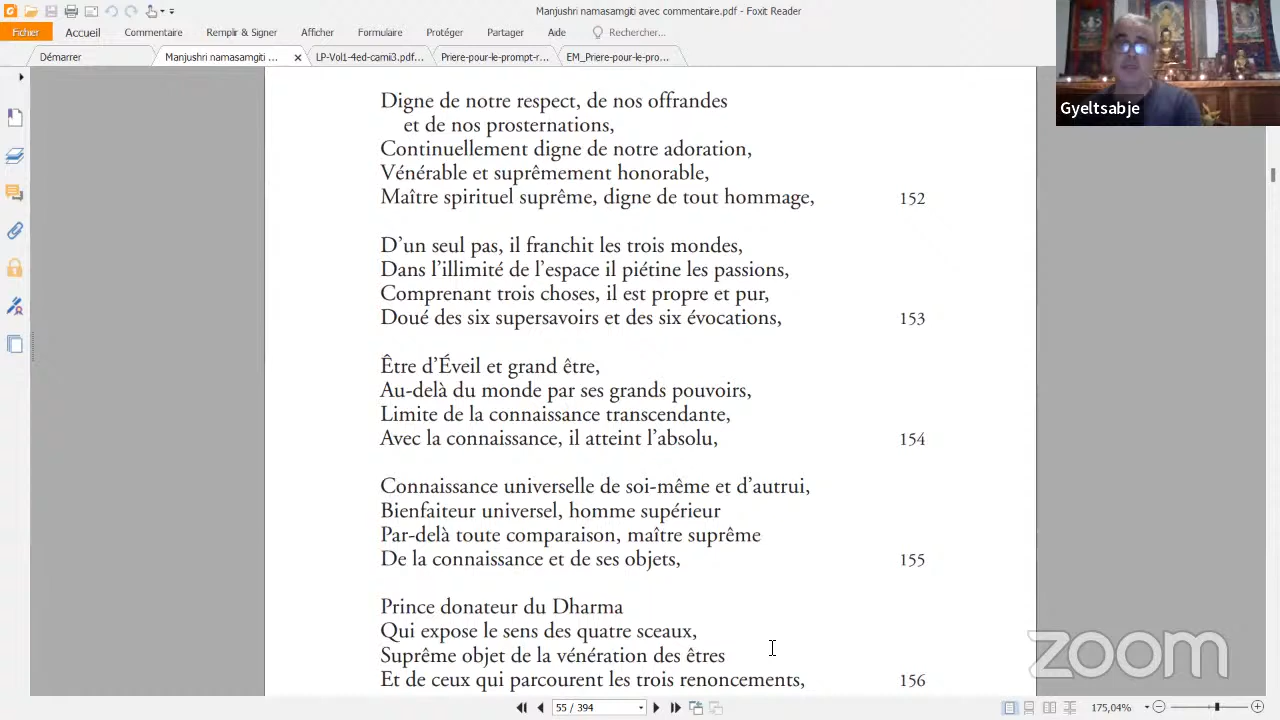 Manjushri namasamgiti avec commentaire.pdf - Foxit Reader
Fichier Accueil Commentaire Remplir & Signer Afficher Formulaire Protéger Partager Aide Rechercher...
Démarrer Manjushri namasamgiti ... LP-Vol1-4ed-cami3.pdf... Priere-pour-le-prompt-r... EM_Priere-pour-le-pro...
Gyeltsabje
Digne de notre respect, de nos offrandes
et de nos prosternations,
Continuellement digne de notre adoration,
Vénérable et suprêmement honorable,
Maître spirituel suprême, digne de tout hommage, 152
D’un seul pas, il franchit les trois mondes,
Dans l’illimité de l’espace il piétine les passions,
Comprenant trois choses, il est propre et pur,
Doué des six supersavoirs et des six évocations, 153
Être d’Éveil et grand être,
Au-delà du monde par ses grands pouvoirs,
Limite de la connaissance transcendante,
Avec la connaissance, il atteint l’absolu, 154
Connaissance universelle de soi-même et d’autrui,
Bienfaiteur universel, homme supérieur
Par-delà toute comparaison, maître suprême
De la connaissance et de ses objets, 155
Prince donateur du Dharma
Qui expose le sens des quatre sceaux,
Suprême objet de la vénération des êtres
Et de ceux qui parcourent les trois renoncements, 156
zoom
55 / 394 175,04%